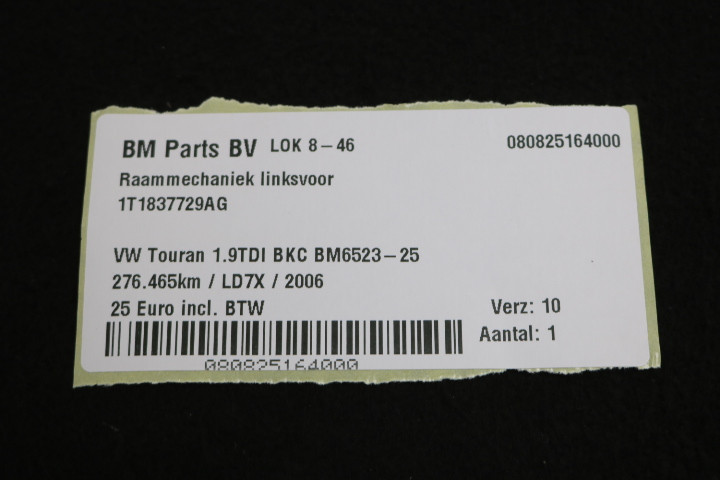 BM Parts BV LOK 8-46 080825164000
Raammechaniek linksvoor
1T1837729AG
VW Touran 1.9TDI BKC BM6523-25
276.465km / LD7X / 2006
25 Euro incl. BTW Verz: 10
Aantal: 1
080825164000